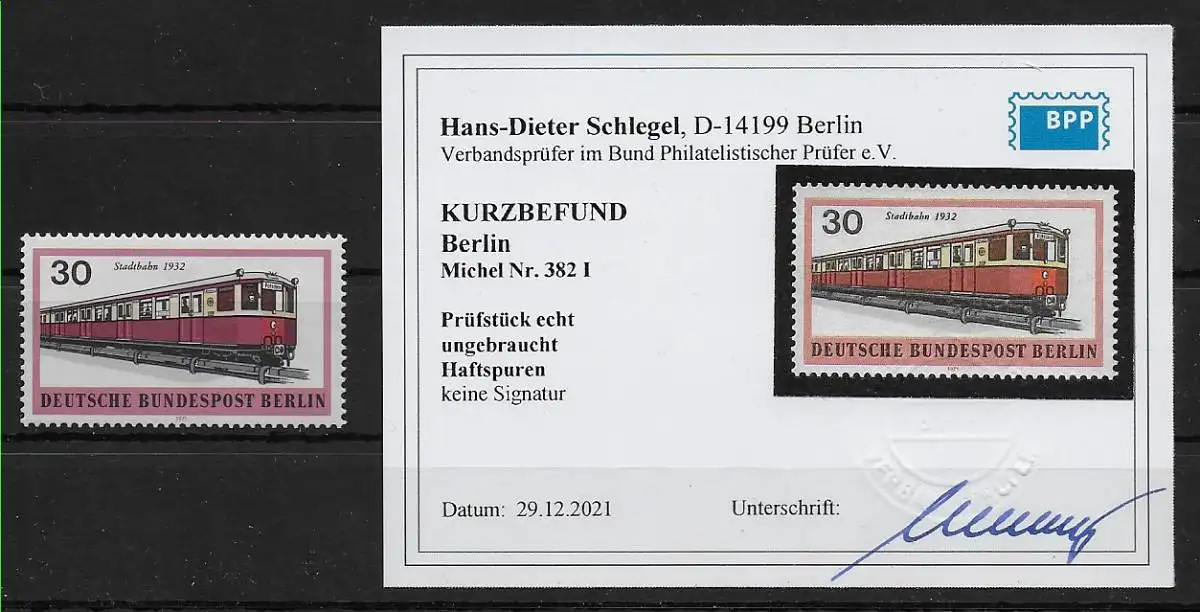 30
Stadtbahn 1932
DEUTSCHE BUNDESPOST BERLIN
1971
Hans-Dieter Schlegel, D-14199 Berlin
Verbandsprüfer im Bund Philatelistischer Prüfer e.V.
BPP
KURZBEFUND
Berlin
Michel Nr. 382 I
Prüfstück echt
ungebraucht
Haftspuren
keine Signatur
30
Stadtbahn 1932
DEUTSCHE BUNDESPOST BERLIN
1971
Datum: 29.12.2021
Unterschrift: